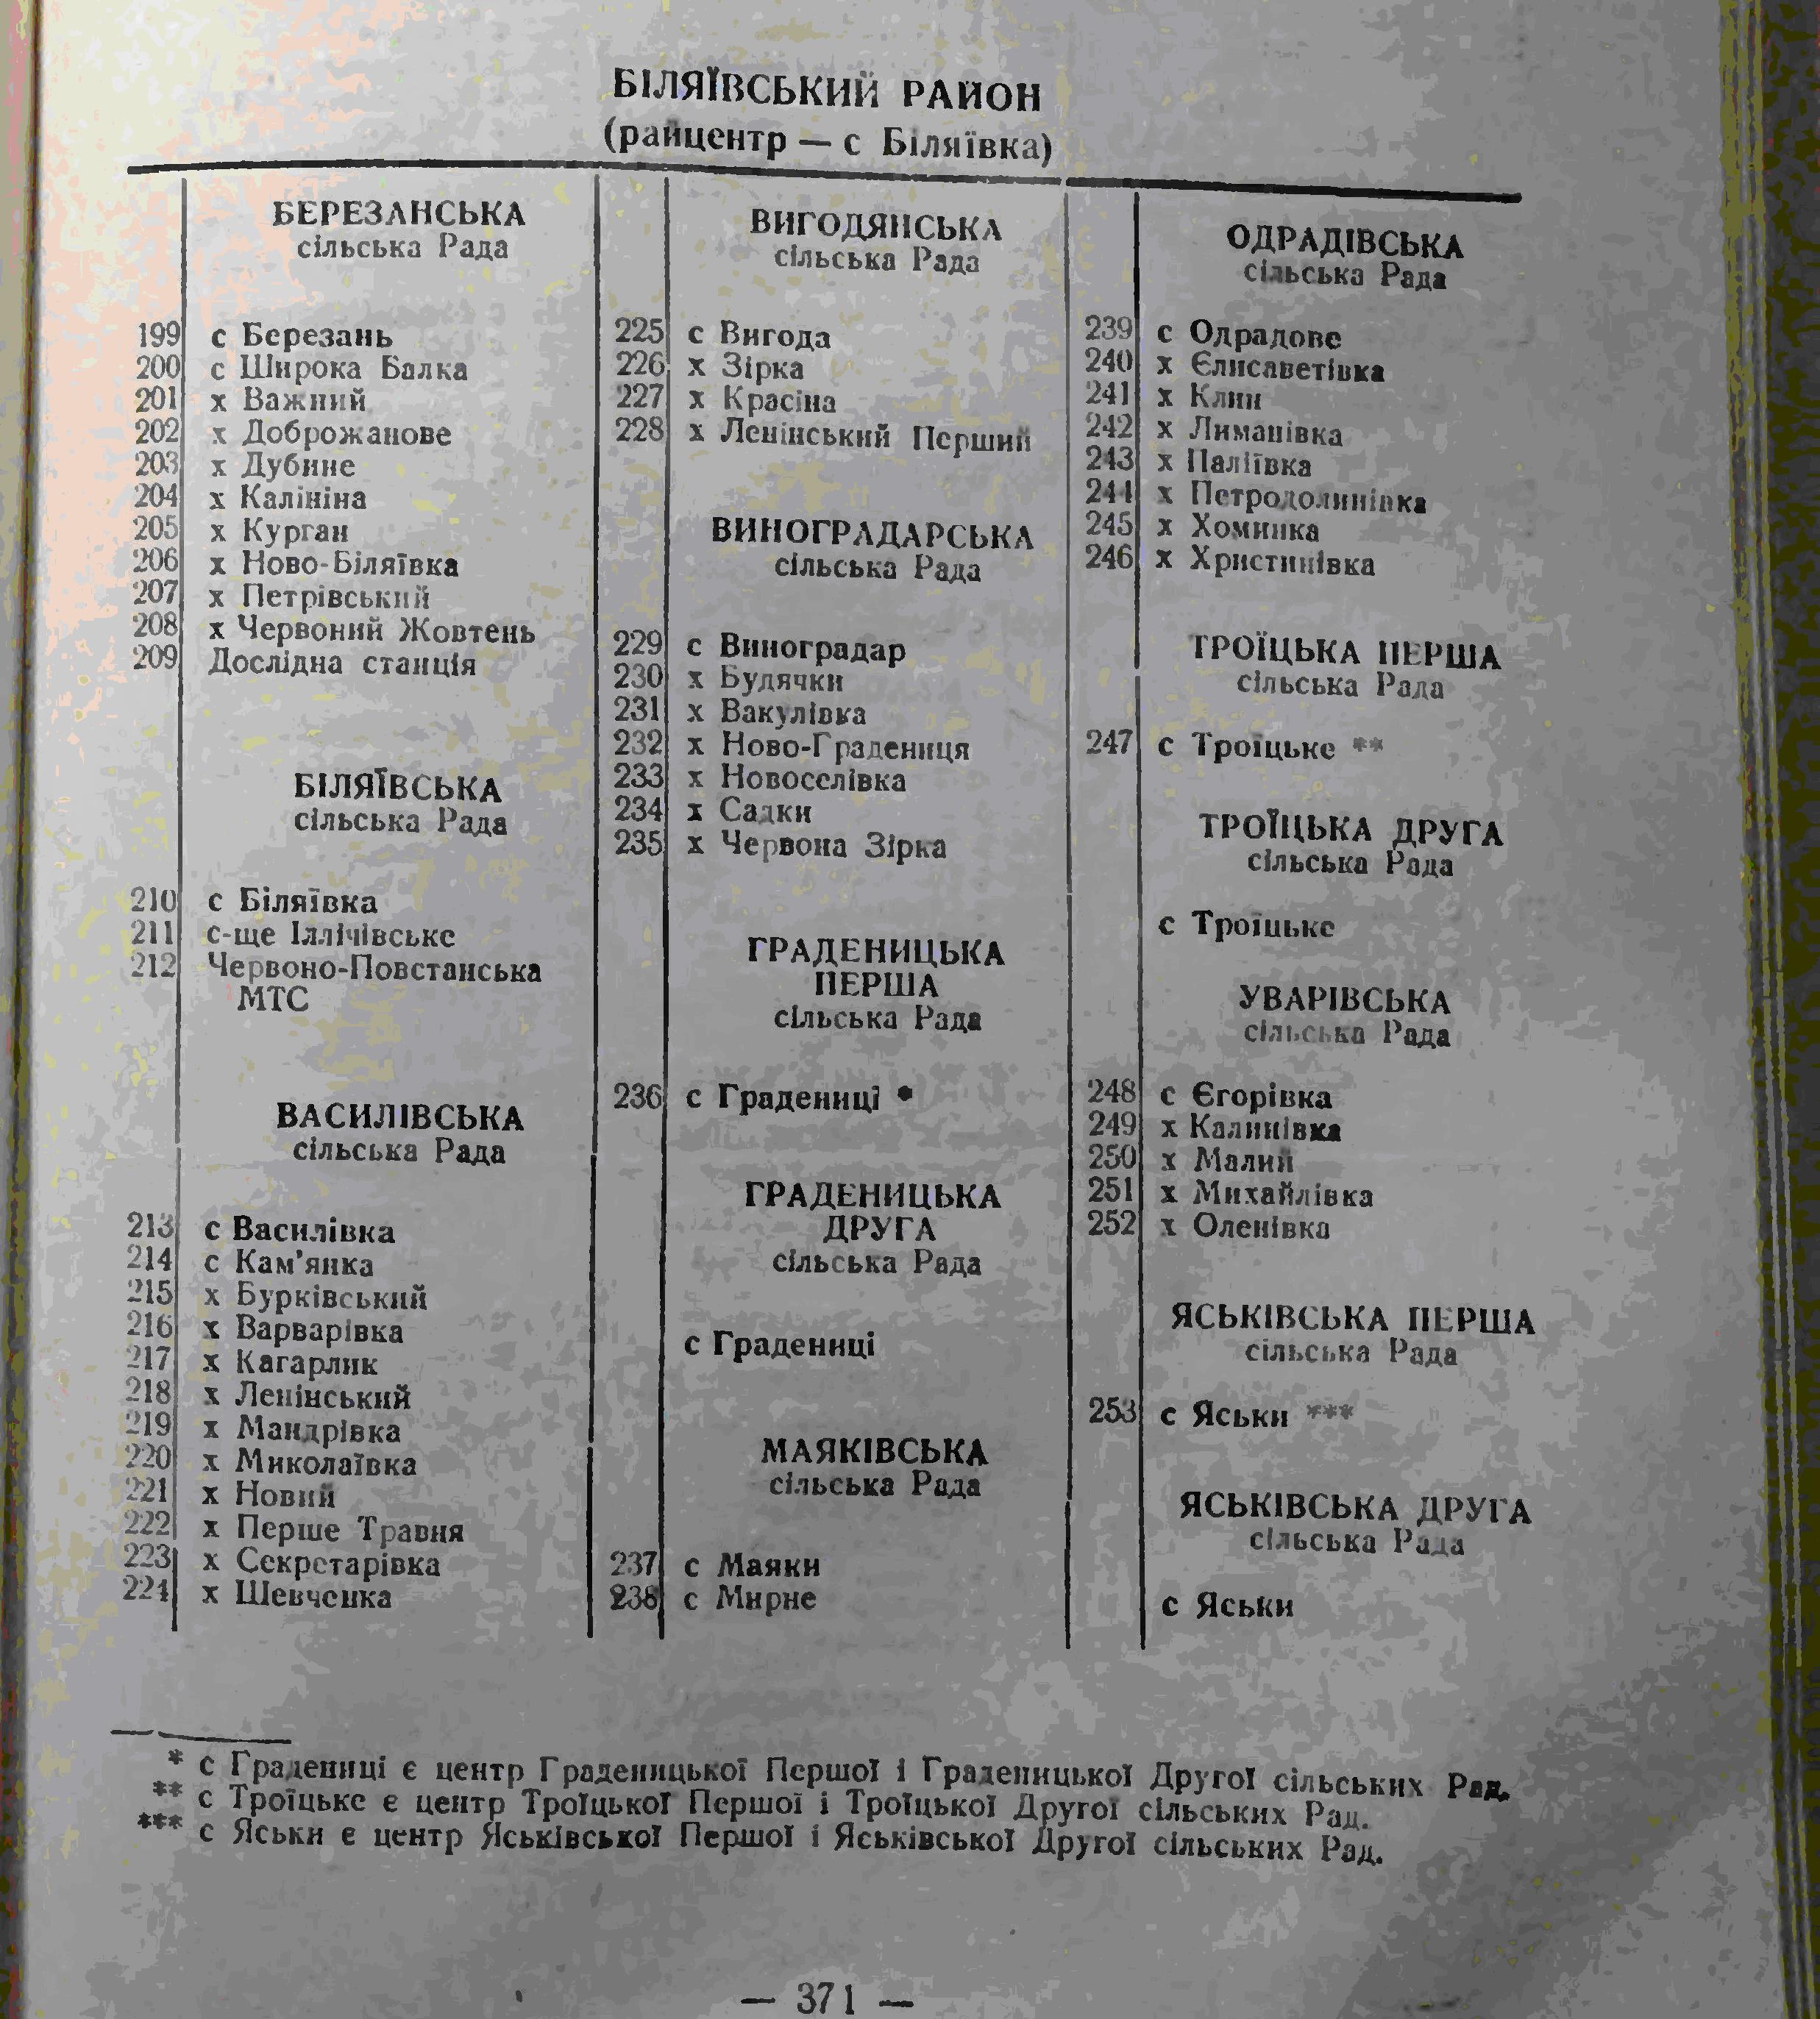 БІЛЯЇВСЬКИЙ РАЙОН
(райцентр — с Біляївка)
БЕРЕЗАНСЬКА
сільська Рада
199 с Березань
200 с Широка Балка
201 х Важний
202 х Доброжанове
203 х Дубине
204 х Калініна
205 х Курган
206 х Ново-Біляївка
207 х Петрівський
208 х Червоний Жовтень
209 Дослідна станція
БІЛЯЇВСЬКА
сільська Рада
210 с Біляївка
211 с-ще Іллічівське
212 Червоно-Повстанська
МТС
ВАСИЛІВСЬКА
сільська Рада
213 с Василівка
214 с Кам'янка
215 х Бурківський
216 х Варварівка
217 х Кагарлик
218 х Ленінський
219 х Мандрівка
220 х Миколаївка
221 х Новий
222 х Перше Травня
223 х Секретарівка
224 х Шевченка
ВИГОДЯНСЬКА
сільська Рада
225 с Вигода
226 х Зірка
227 х Красіна
228 х Ленінський Перший
ВИНОГРАДАРСЬКА
сільська Рада
229 с Виноградар
230 х Будячки
231 х Вакулівка
232 х Ново-Градениця
233 х Новоселівка
234 х Садки
235 х Червона Зірка
ГРАДЕНИЦЬКА
ПЕРША
сільська Рада
236 с Градениці *
ГРАДЕНИЦЬКА
ДРУГА
сільська Рада
с Градениці
МАЯКІВСЬКА
сільська Рада
237 с Маяки
238 с Мирне
ОДРАДІВСЬКА
сільська Рада
239 с Одрадове
240 х Єлисаветівка
241 х Клин
242 х Лиманівка
243 х Паліївка
244 х Петродолинівка
245 х Хоминка
246 х Христинівка
ТРОЇЦЬКА ПЕРША
сільська Рада
247 с Троїцьке **
ТРОЇЦЬКА ДРУГА
сільська Рада
с Троїцьке
УВАРІВСЬКА
сільська Рада
248 с Єгорівка
249 х Калинівка
250 х Малий
251 х Михайлівка
252 х Оленівка
ЯСЬКІВСЬКА ПЕРША
сільська Рада
253 с Яськи ***
ЯСЬКІВСЬКА ДРУГА
сільська Рада
с Яськи
* с Градениці є центр Граденицької Першої і Граденицької Другої сільських Рад.
** с Троїцьке є центр Троїцької Першої і Троїцької Другої сільських Рад.
*** с Яськи є центр Яськівської Першої і Яськівської Другої сільських Рад.
— 371 —